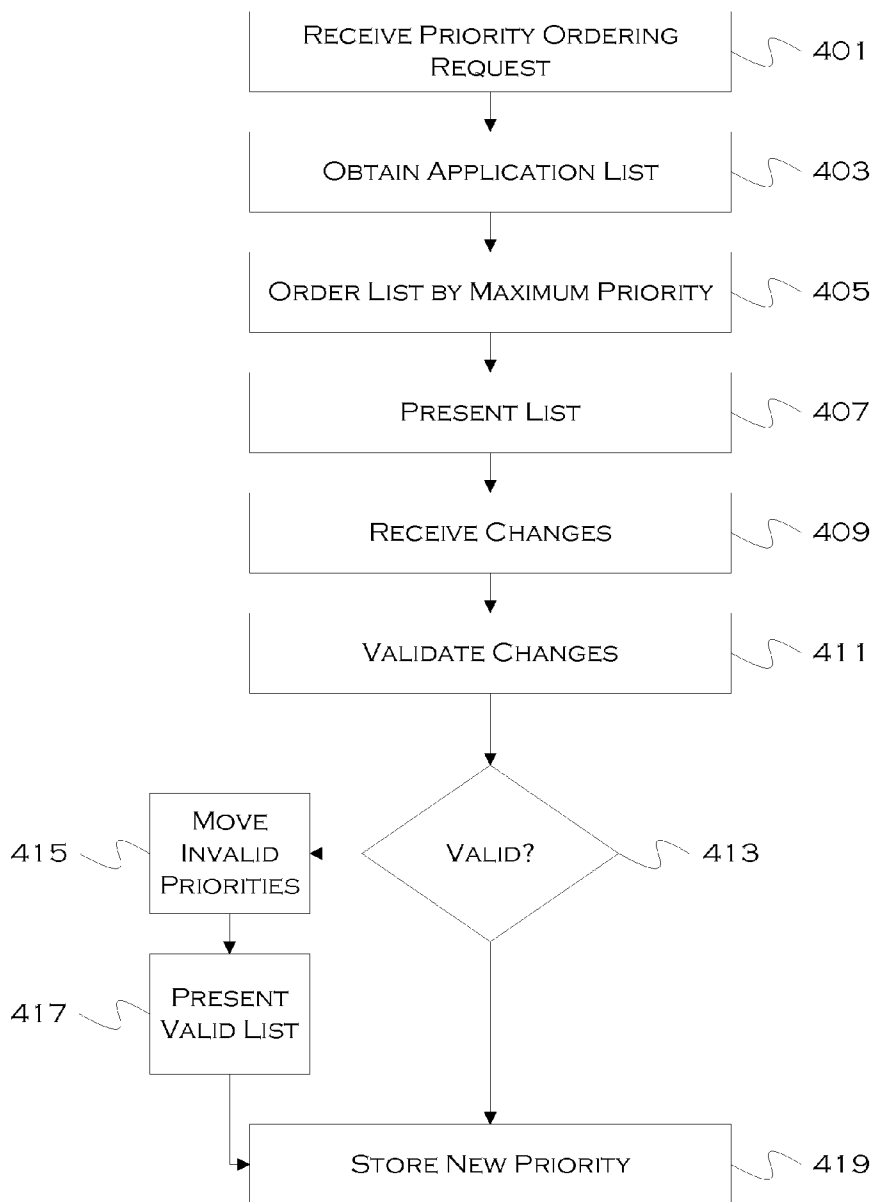 RECEIVE PRIORITY ORDERING
REQUEST
401
OBTAIN APPLICATION LIST
403
ORDER LIST BY MAXIMUM PRIORITY
405
PRESENT LIST
407
RECEIVE CHANGES
409
VALIDATE CHANGES
411
VALID?
413
MOVE
INVALID
PRIORITIES
415
PRESENT
VALID LIST
417
STORE NEW PRIORITY
419